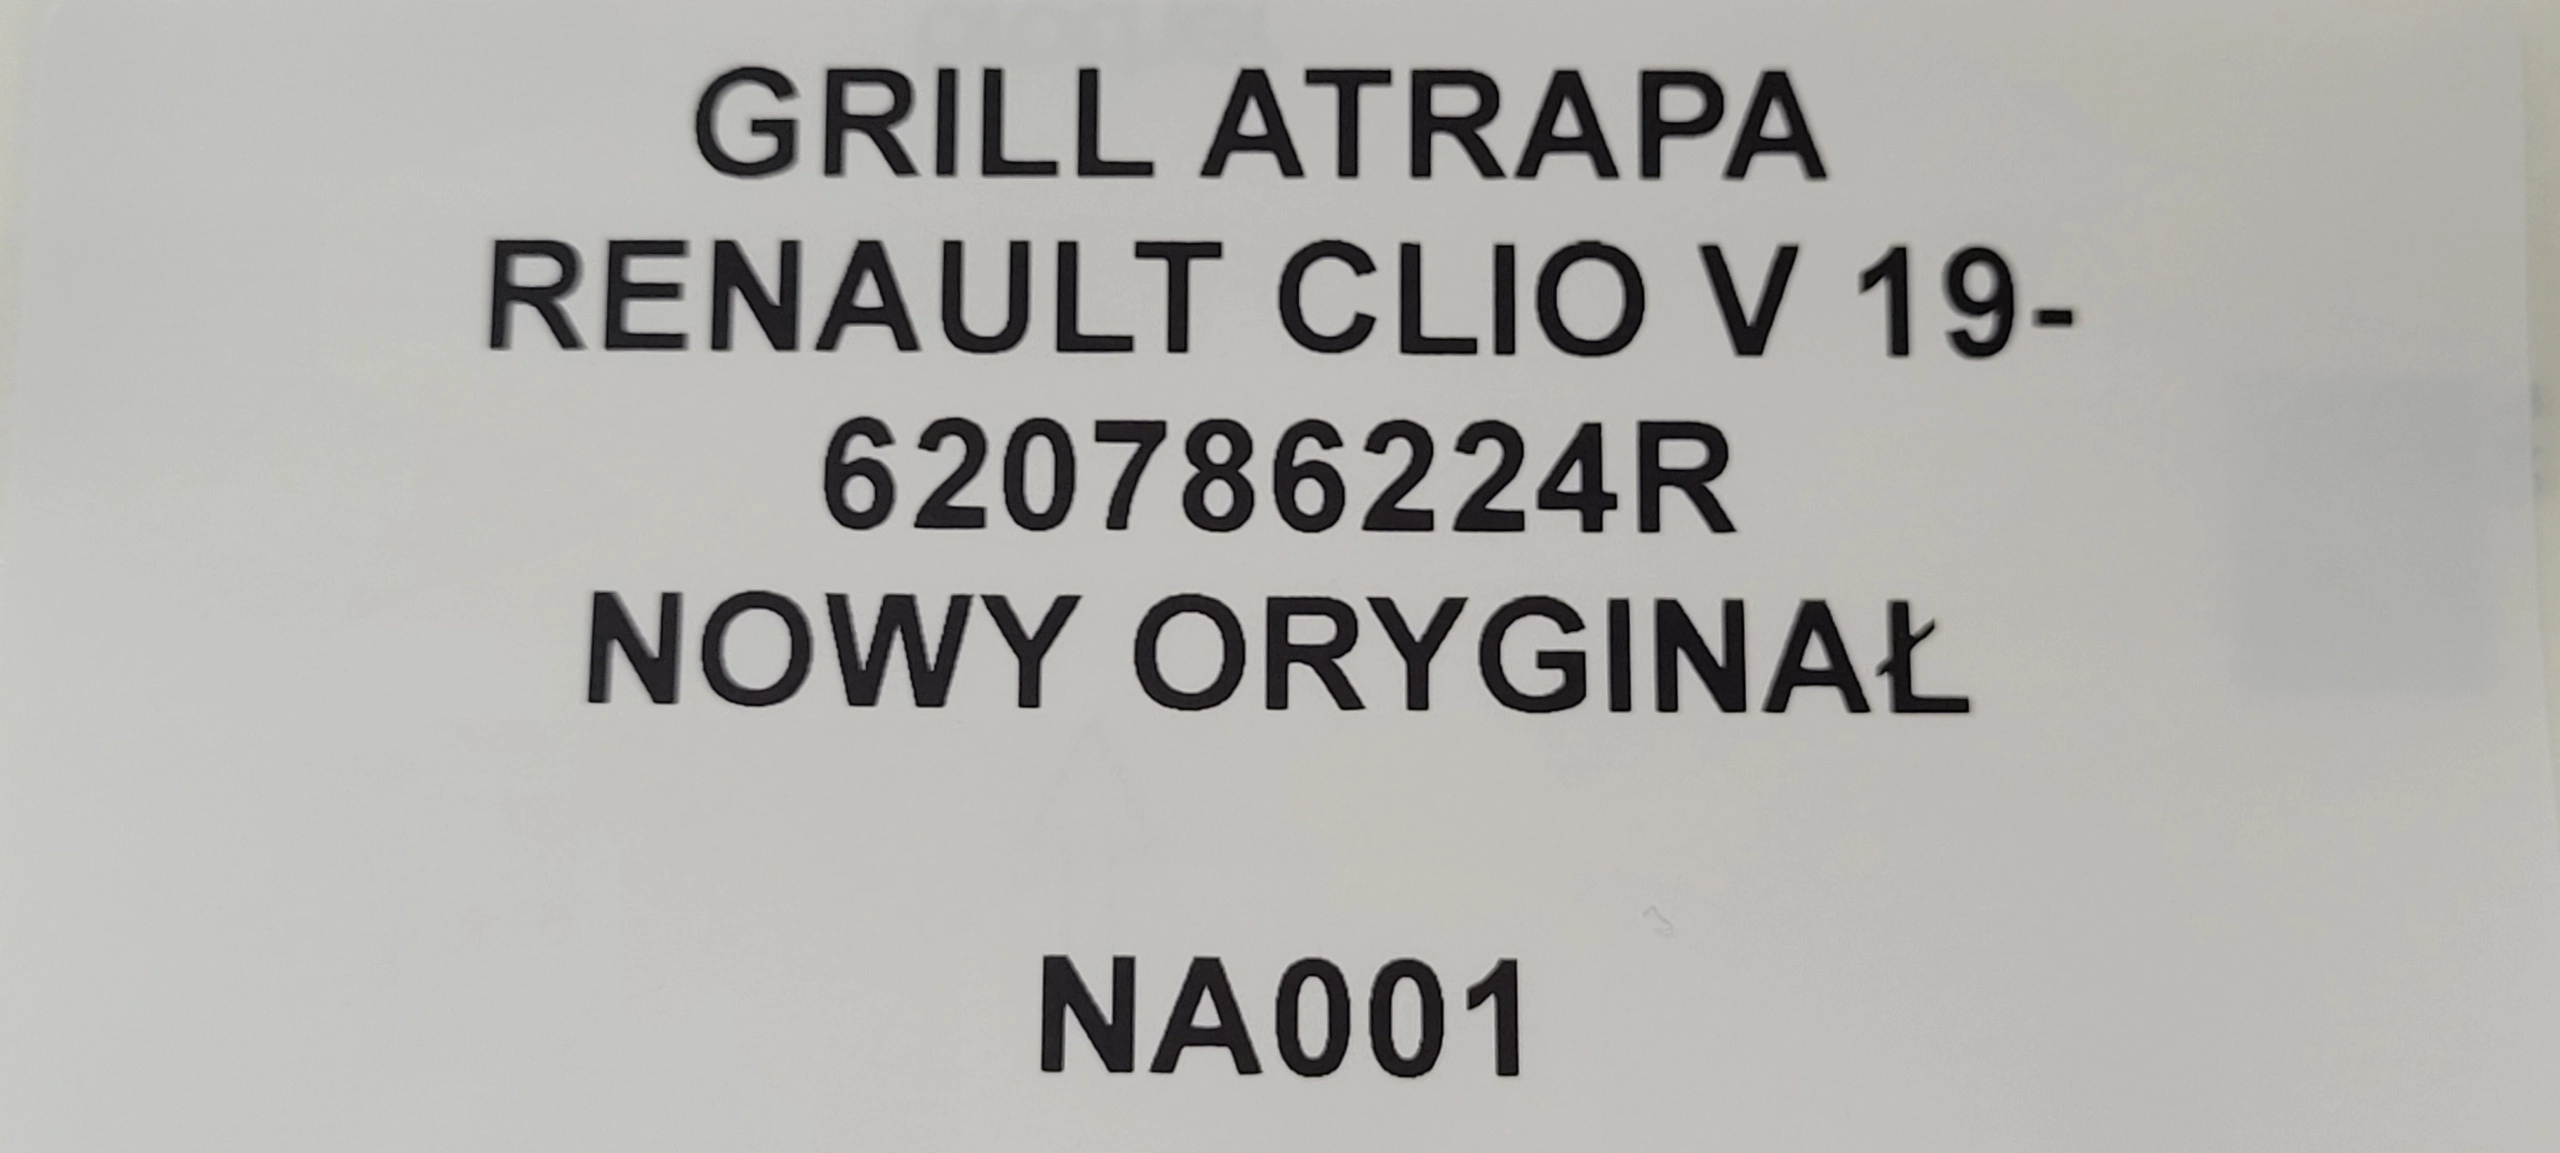 GRILL ATRAPA
RENAULT CLIO V 19-
620786224R
NOWY ORYGINAŁ
NA001